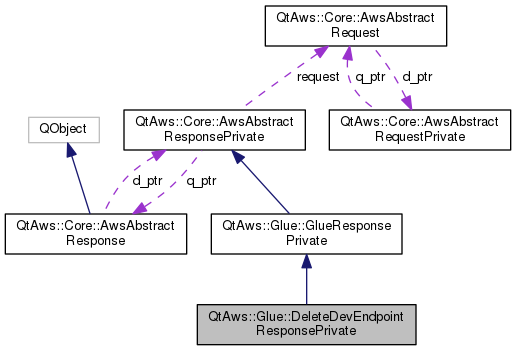 QtAws::Core::AwsAbstract
Request
request
q_ptr
d_ptr
QObject
QtAws::Core::AwsAbstract
ResponsePrivate
QtAws::Core::AwsAbstract
RequestPrivate
d_ptr
q_ptr
QtAws::Core::AwsAbstract
Response
QtAws::Glue::GlueResponse
Private
QtAws::Glue::DeleteDevEndpoint
ResponsePrivate